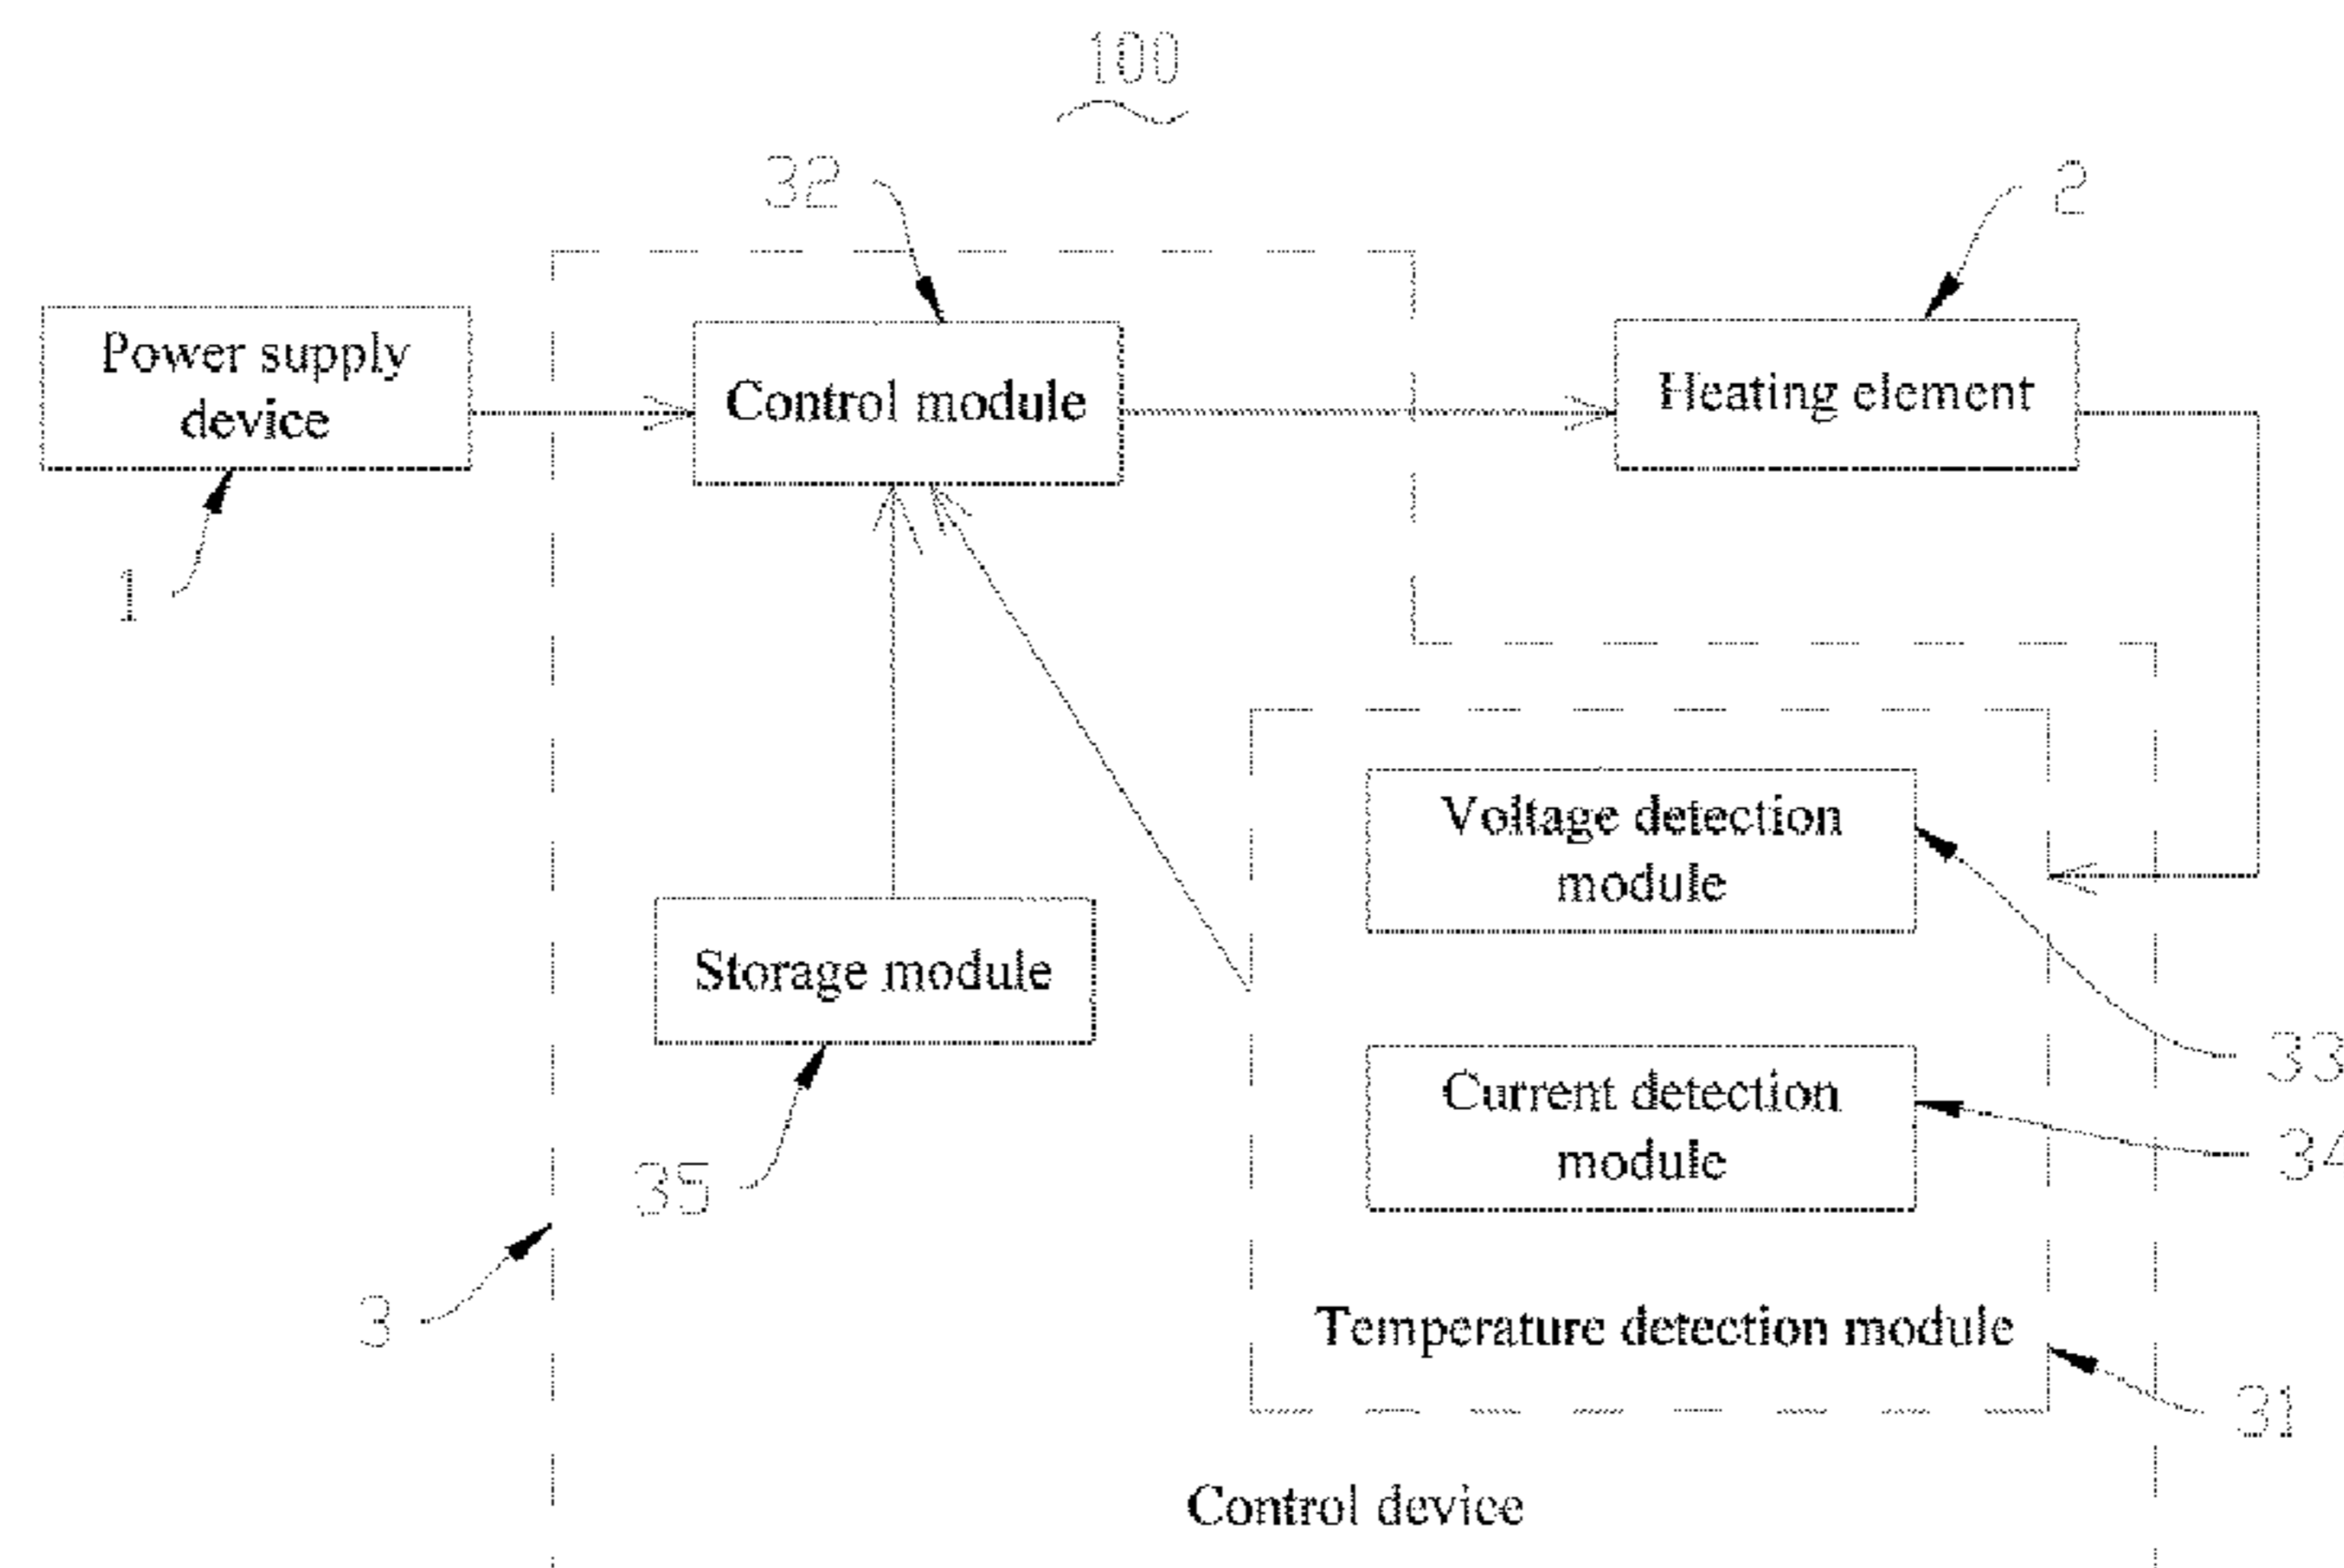 100
32
2
Power supply
device
Control module
Heating element
1
Voltage detection
module
Storage module
33
Current detection
module
34
35
3
Temperature detection module
31
Control device